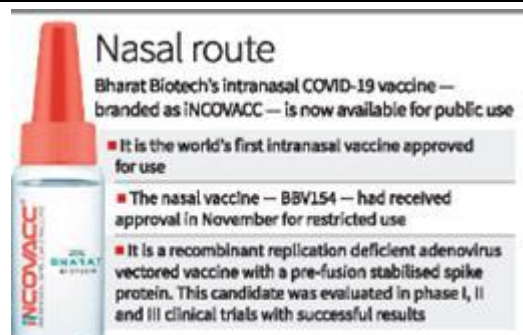 Nasal route
Bharat Biotech's intranasal COVID-19 vaccine —
branded as iNCOVACC — is now available for public use
■ It is the world's first intranasal vaccine approved
for use
■ The nasal vaccine — BBV154 — had received
approval in November for restricted use
■ It is a recombinant replication deficient adenovirus
vectored vaccine with a pre-fusion stabilised spike
protein. This candidate was evaluated in phase I, II
and III clinical trials with successful results
iNCOVACC
BHARAT
BIOTECH